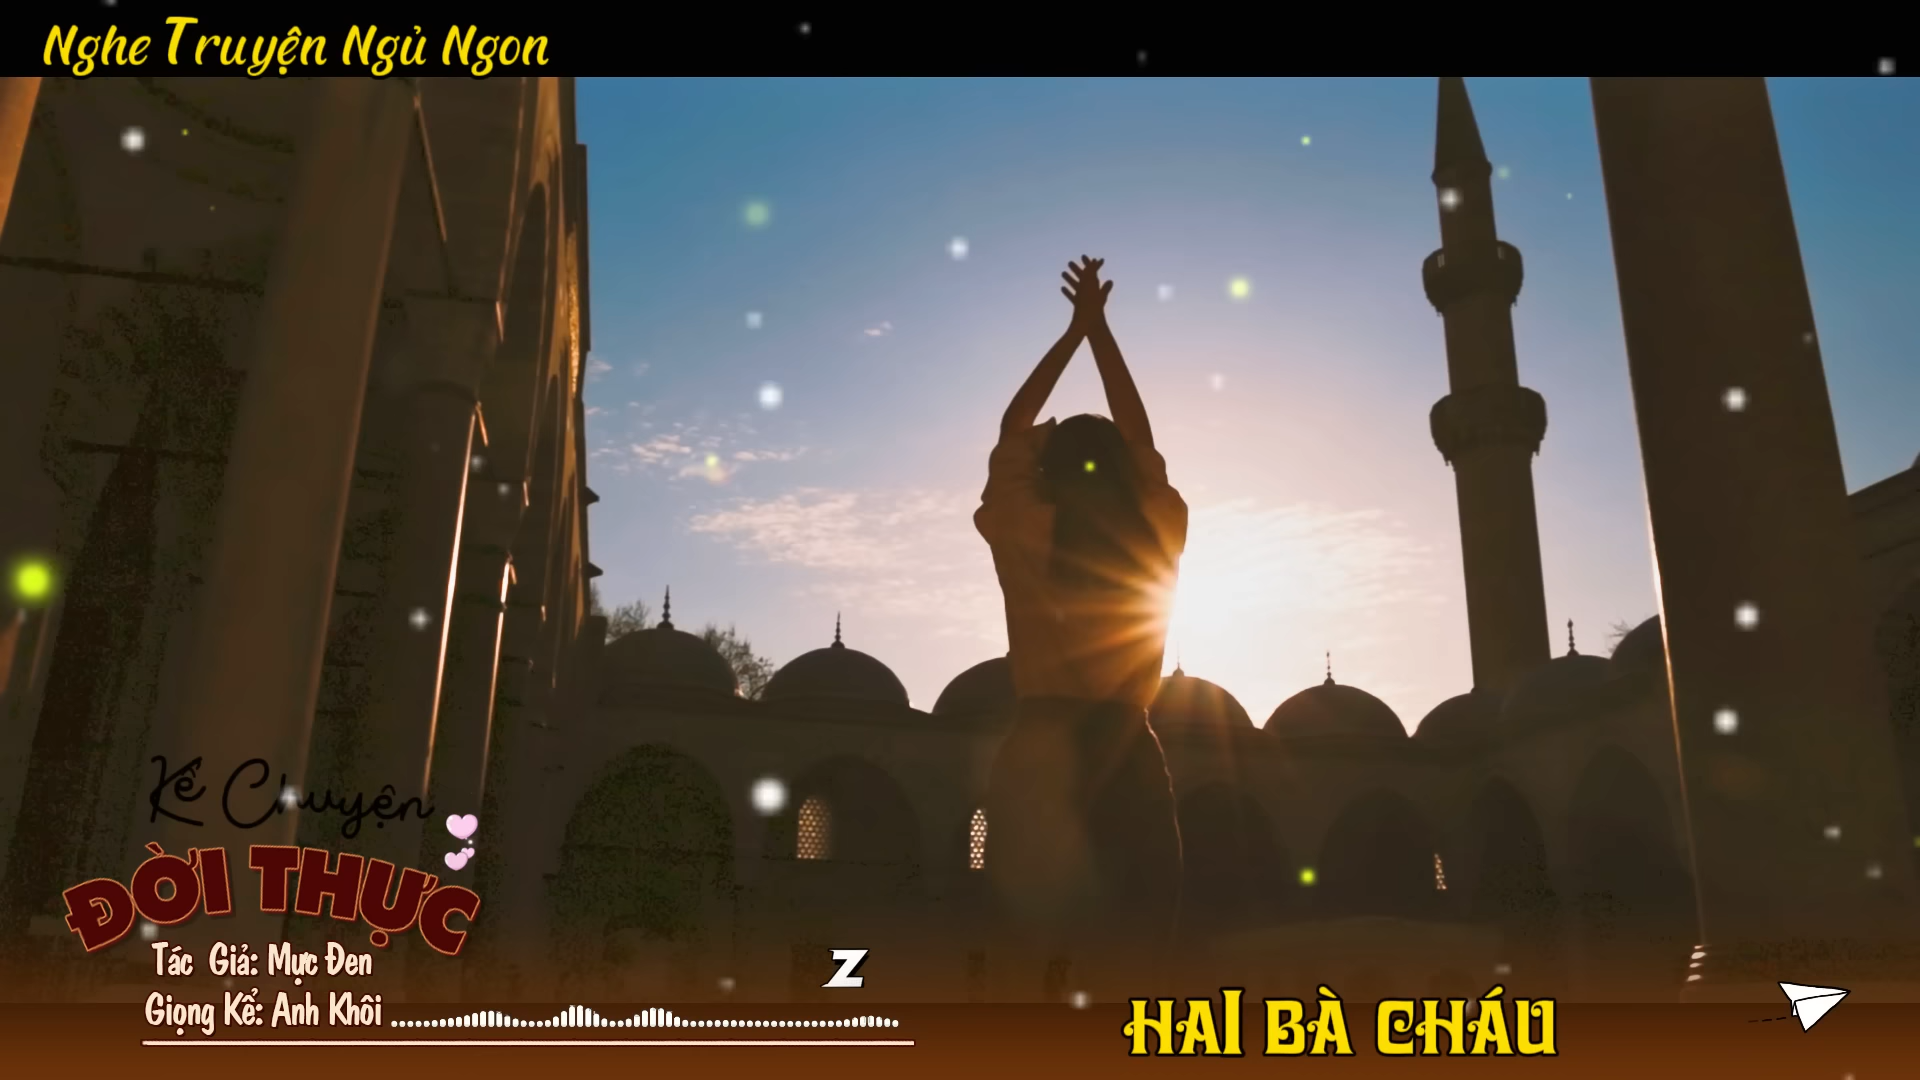 Nghe Truyện Ngủ Ngon
Kể Chuyện
ĐỜI THỰC
Tác Giả: Mực Đen
Giọng Kể: Anh Khôi
Z
HAI BÀ CHÁU